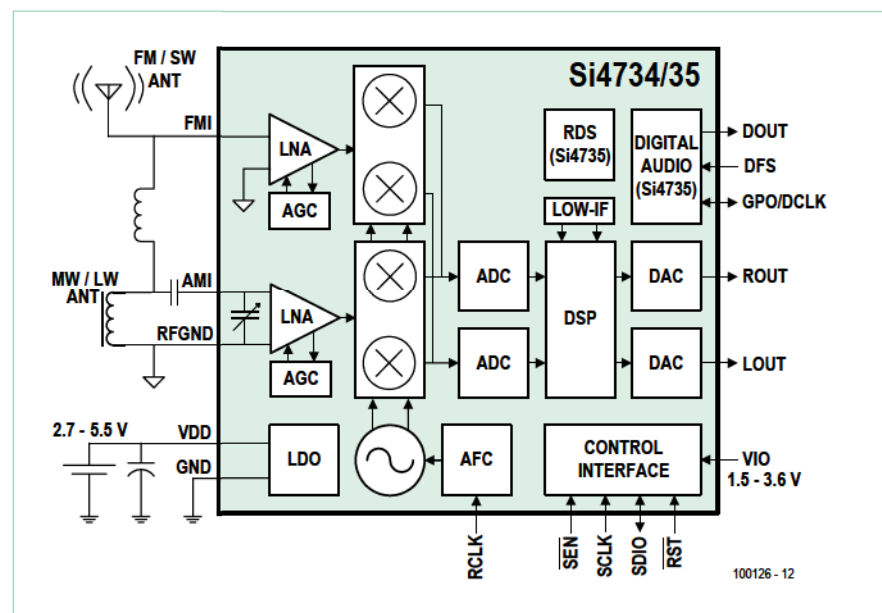 FM / SW
ANT
Si4734/35
FMI
LNA
AGC
RDS
(Si4735)
DIGITAL
AUDIO
(Si4735)
DOUT
DFS
GPO/DCLK
LOW-IF
MW / LW
ANT
AMI
RFGND
LNA
AGC
ADC
ADC
DSP
DAC
DAC
ROUT
LOUT
2.7 - 5.5 V
VDD
GND
LDO
AFC
CONTROL
INTERFACE
VIO
1.5 - 3.6 V
RCLK
SEN
SCLK
SDIO
RST
100126 - 12